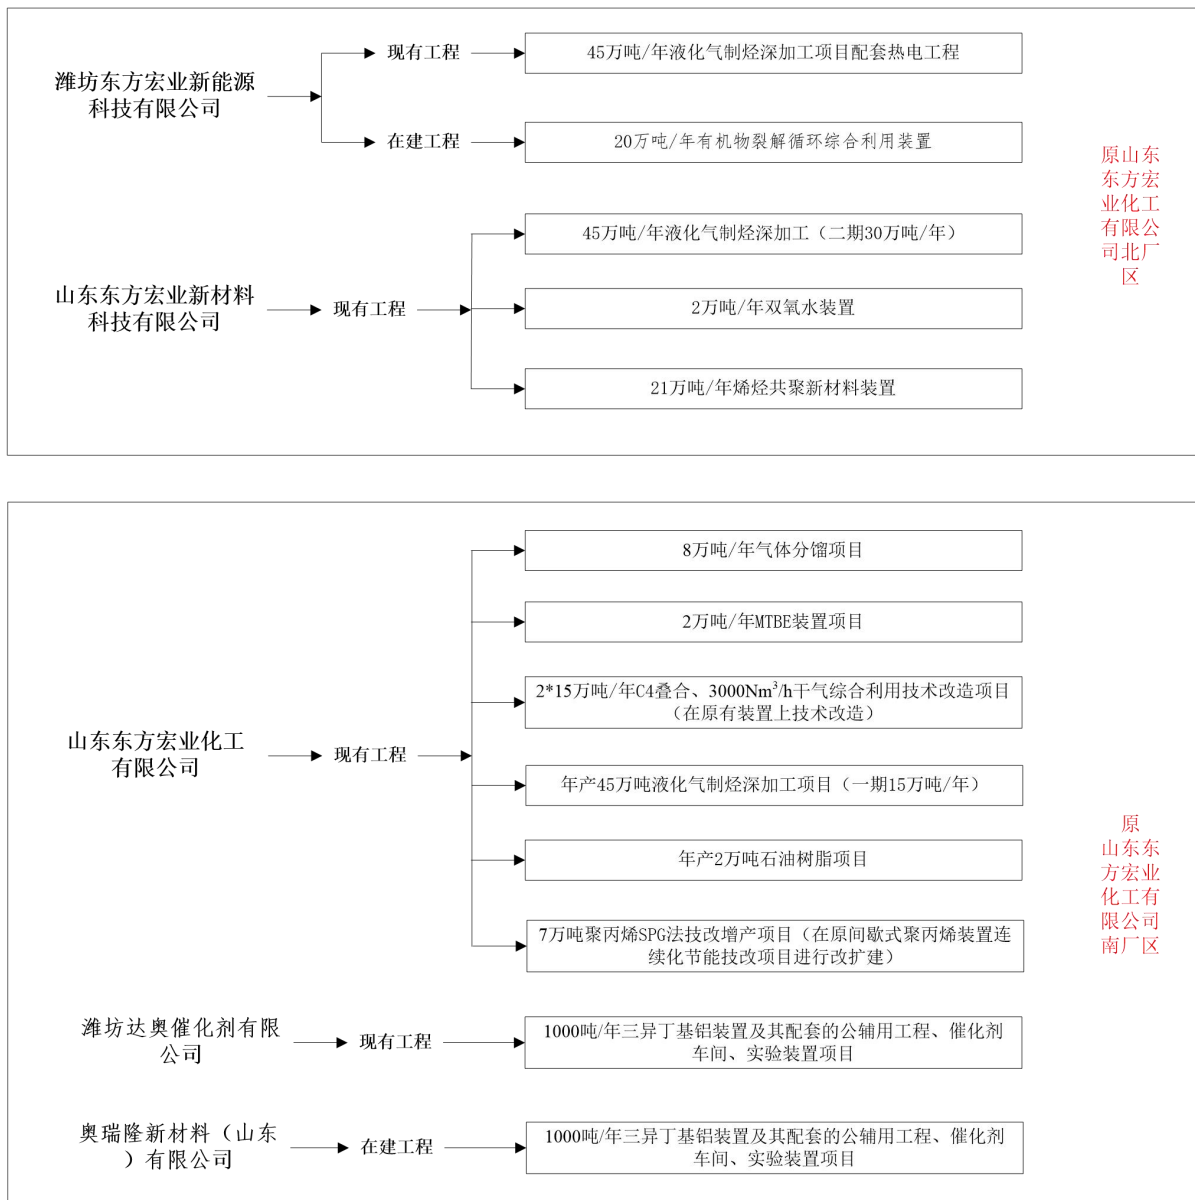 现有工程
45万吨/年液化气制烃深加工项目配套热电工程
潍坊东方宏业新能源
科技有限公司
在建工程
20万吨/年有机物裂解循环综合利用装置
原山东
东方宏
业化工
有限公
司北厂
区
45万吨/年液化气制烃深加工（二期30万吨/年）
山东东方宏业新材料
科技有限公司
现有工程
2万吨/年双氧水装置
21万吨/年烯烃共聚新材料装置
8万吨/年气体分馏项目
2万吨/年MTBE装置项目
2*15万吨/年C4叠合、3000Nm³/h干气综合利用技术改造项目
（在原有装置上技术改造）
山东东方宏业化工
有限公司
现有工程
年产45万吨液化气制烃深加工项目（一期15万吨/年）
年产2万吨石油树脂项目
7万吨聚丙烯SPG法技改增产项目（在原间歇式聚丙烯装置连
续化节能技改项目进行改扩建）
原
山东东
方宏业
化工有
限公司
南厂区
潍坊达奥催化剂有限
公司
现有工程
1000吨/年三异丁基铝装置及其配套的公辅用工程、催化剂
车间、实验装置项目
奥瑞隆新材料（山东
）有限公司
在建工程
1000吨/年三异丁基铝装置及其配套的公辅用工程、催化剂
车间、实验装置项目